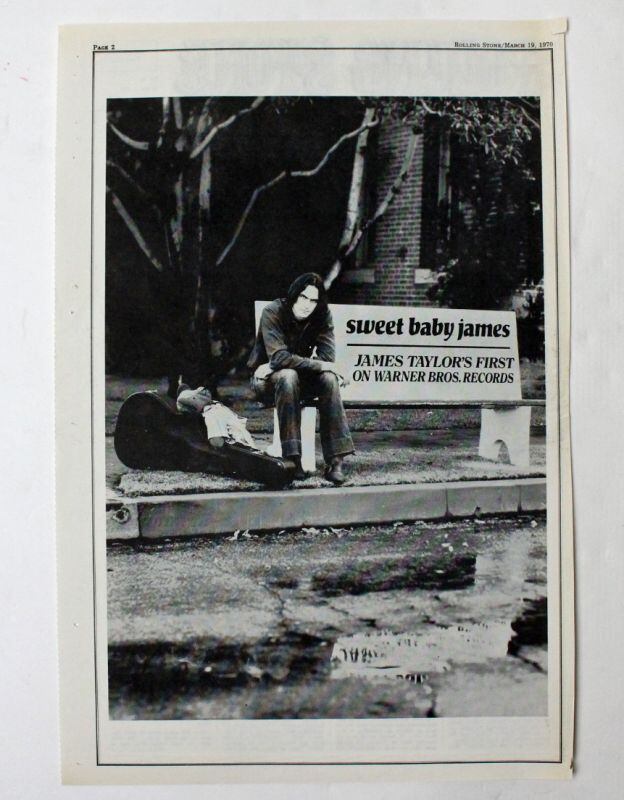 PAGE 2
ROLLING STONE/MARCH 19, 1970
sweet baby james
JAMES TAYLOR'S FIRST
ON WARNER BROS. RECORDS